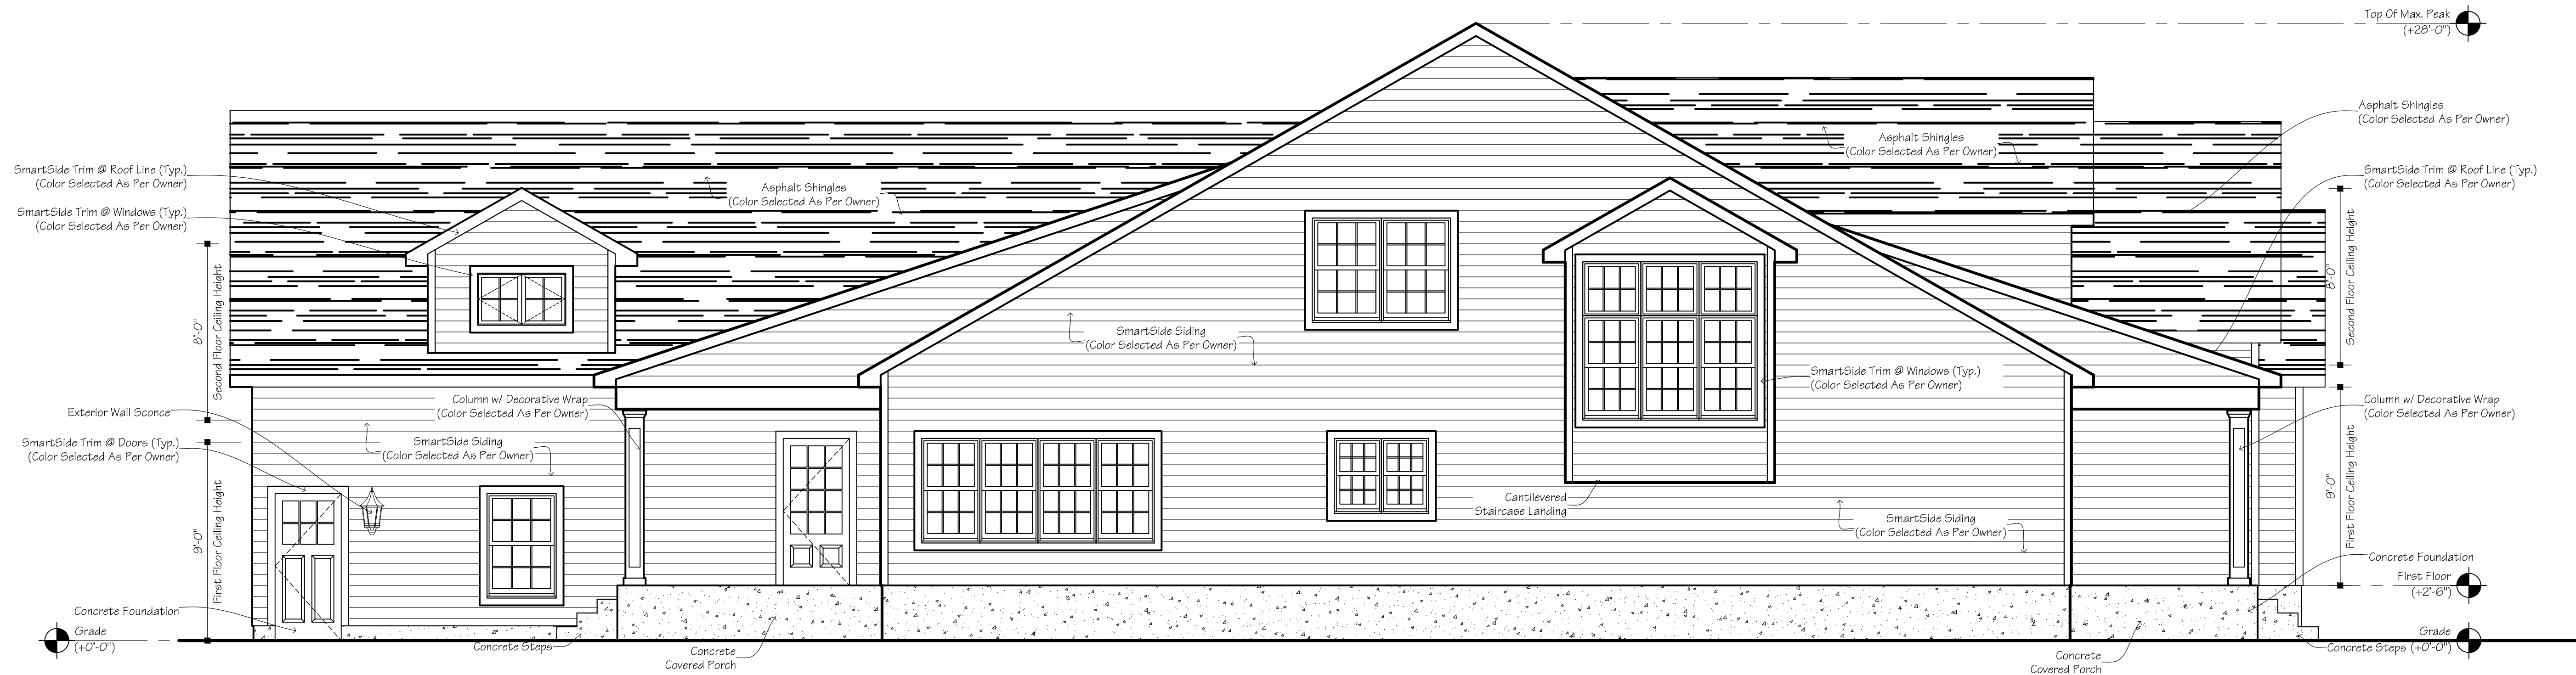 Top Of Max. Peak
(+28'-0")
Asphalt Shingles
(Color Selected As Per Owner)
Asphalt Shingles
(Color Selected As Per Owner)
SmartSide Trim @ Roof Line (Typ.)
(Color Selected As Per Owner)
SmartSide Trim @ Roof Line (Typ.)
(Color Selected As Per Owner)
Asphalt Shingles
(Color Selected As Per Owner)
SmartSide Trim @ Windows (Typ.)
(Color Selected As Per Owner)
8'-0"
Second Floor Ceiling Height
8'-0"
Second Floor Ceiling Height
SmartSide Siding
(Color Selected As Per Owner)
SmartSide Trim @ Windows (Typ.)
(Color Selected As Per Owner)
Column w/ Decorative Wrap
(Color Selected As Per Owner)
Column w/ Decorative Wrap
(Color Selected As Per Owner)
Exterior Wall Sconce
SmartSide Trim @ Doors (Typ.)
(Color Selected As Per Owner)
SmartSide Siding
(Color Selected As Per Owner)
9'-0"
First Floor Ceiling Height
9'-0"
First Floor Ceiling Height
Cantilevered
Staircase Landing
SmartSide Siding
(Color Selected As Per Owner)
Concrete Foundation
First Floor
(+2'-6")
Concrete Foundation
Grade
(+0'-0")
Concrete Steps
Concrete
Covered Porch
Concrete
Covered Porch
Grade
Concrete Steps (+0'-0")